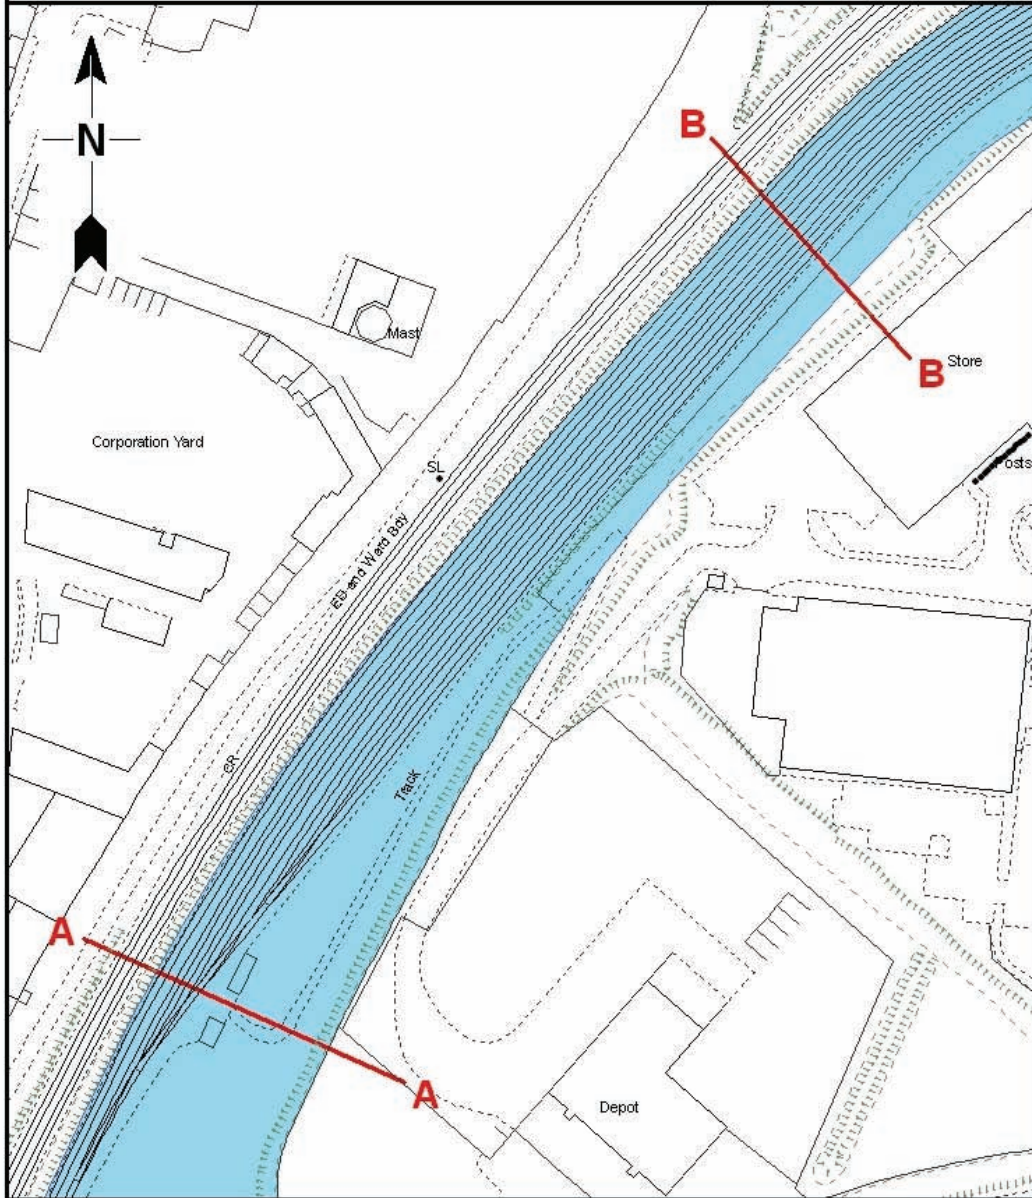 B
N
Mast
B
Store
Corporation Yard
SL
Posts
ED and Ward Bdy
CR
Track
A
A
Depot